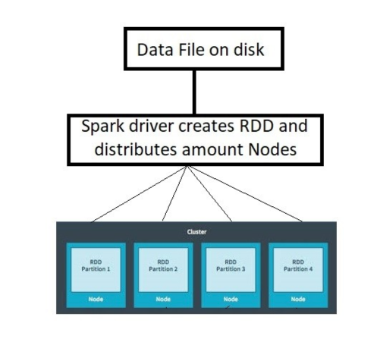 Data File on disk
Spark driver creates RDD and
distributes amount Nodes
Cluster
RDD
Partition 1
RDD
Partition 2
RDD
Partition 3
RDD
Partition 4
Node
Node
Node
Node